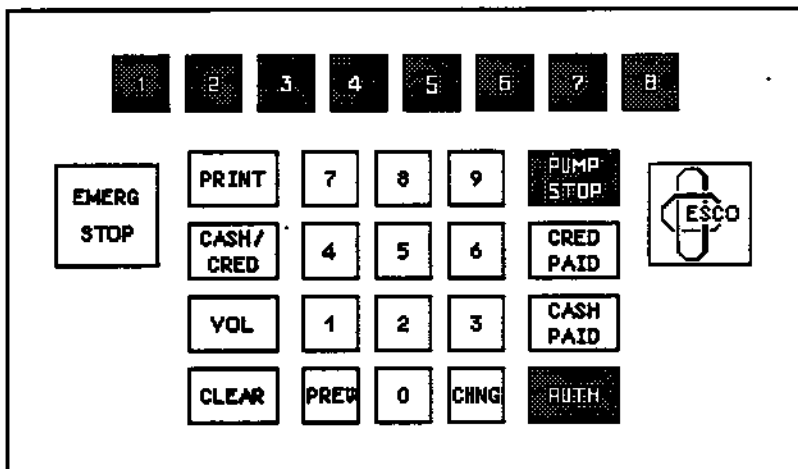 1 2 3 4 5 6 7 8
EMERG
STOP
PRINT 7 8 9
PUMP
STOP
ESCO
CASH/
CRED
4 5 6
CRED
PAID
VOL 1 2 3
CASH
PAID
CLEAR PREV 0 CHNG AUTH